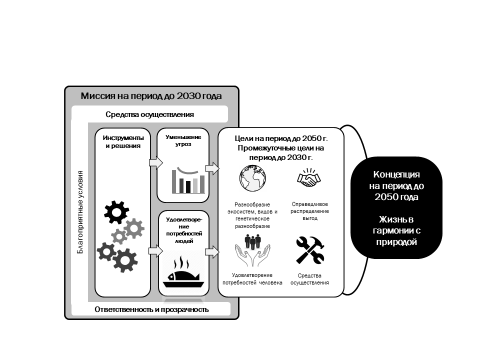 Миссия на период до 2030 года
Средства осуществления
Благоприятные условия
Инструменты
и решения
Уменьшение
угроз
Удовлетворе-
ние
потребностей
людей
Цели на период до 2050 г.
Промежуточные цели на
период до 2030 г.
Разнообразие
экосистем, видов и
генетическое
разнообразие
Справедливое
распределение
выгод
Удовлетворение
потребностей человека
Средства
осуществления
Концепция
на период до
2050 года
Жизнь в
гармонии с
природой
Ответственность и прозрачность